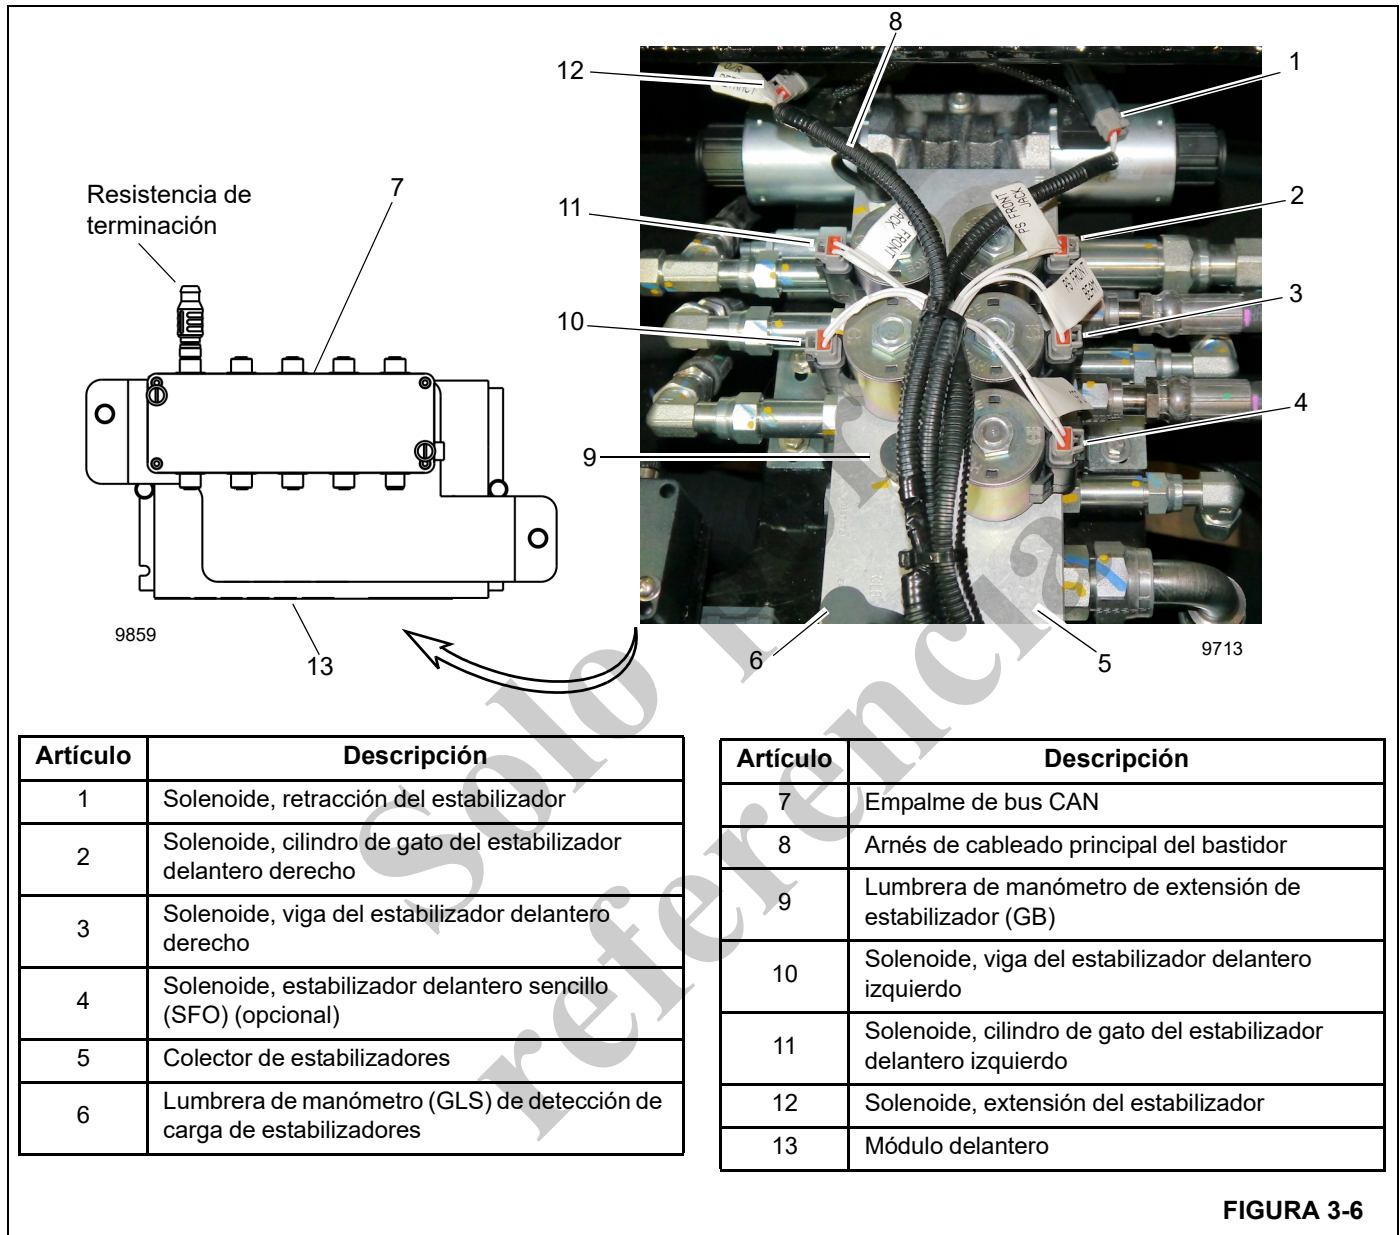 8
12
1
Resistencia de
terminación
7
11
2
PS FRONT
JACK
FRONT
JACK
PS FRONT
BEAM
10
3
9
4
9859
13
6
5
9713
Artículo Descripción
1 Solenoide, retracción del estabilizador
2 Solenoide, cilindro de gato del estabilizador
delantero derecho
3 Solenoide, viga del estabilizador delantero
derecho
4 Solenoide, estabilizador delantero sencillo
(SFO) (opcional)
5 Colector de estabilizadores
6 Lumbrera de manómetro (GLS) de detección de
carga de estabilizadores
Artículo Descripción
7 Empalme de bus CAN
8 Arnés de cableado principal del bastidor
9 Lumbrera de manómetro de extensión de
estabilizador (GB)
10 Solenoide, viga del estabilizador delantero
izquierdo
11 Solenoide, cilindro de gato del estabilizador
delantero izquierdo
12 Solenoide, extensión del estabilizador
13 Módulo delantero
FIGURA 3-6
Solo por
referencia